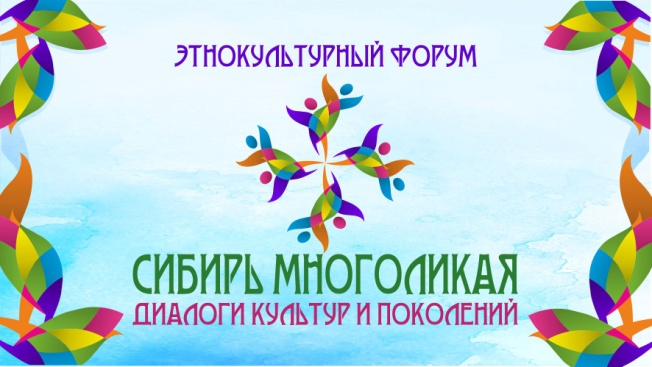 ЭТНОКУЛЬТУРНЫЙ ФОРУМ
СИБИРЬ МНОГОЛИКАЯ
ДИАЛОГИ КУЛЬТУР И ПОКОЛЕНИЙ